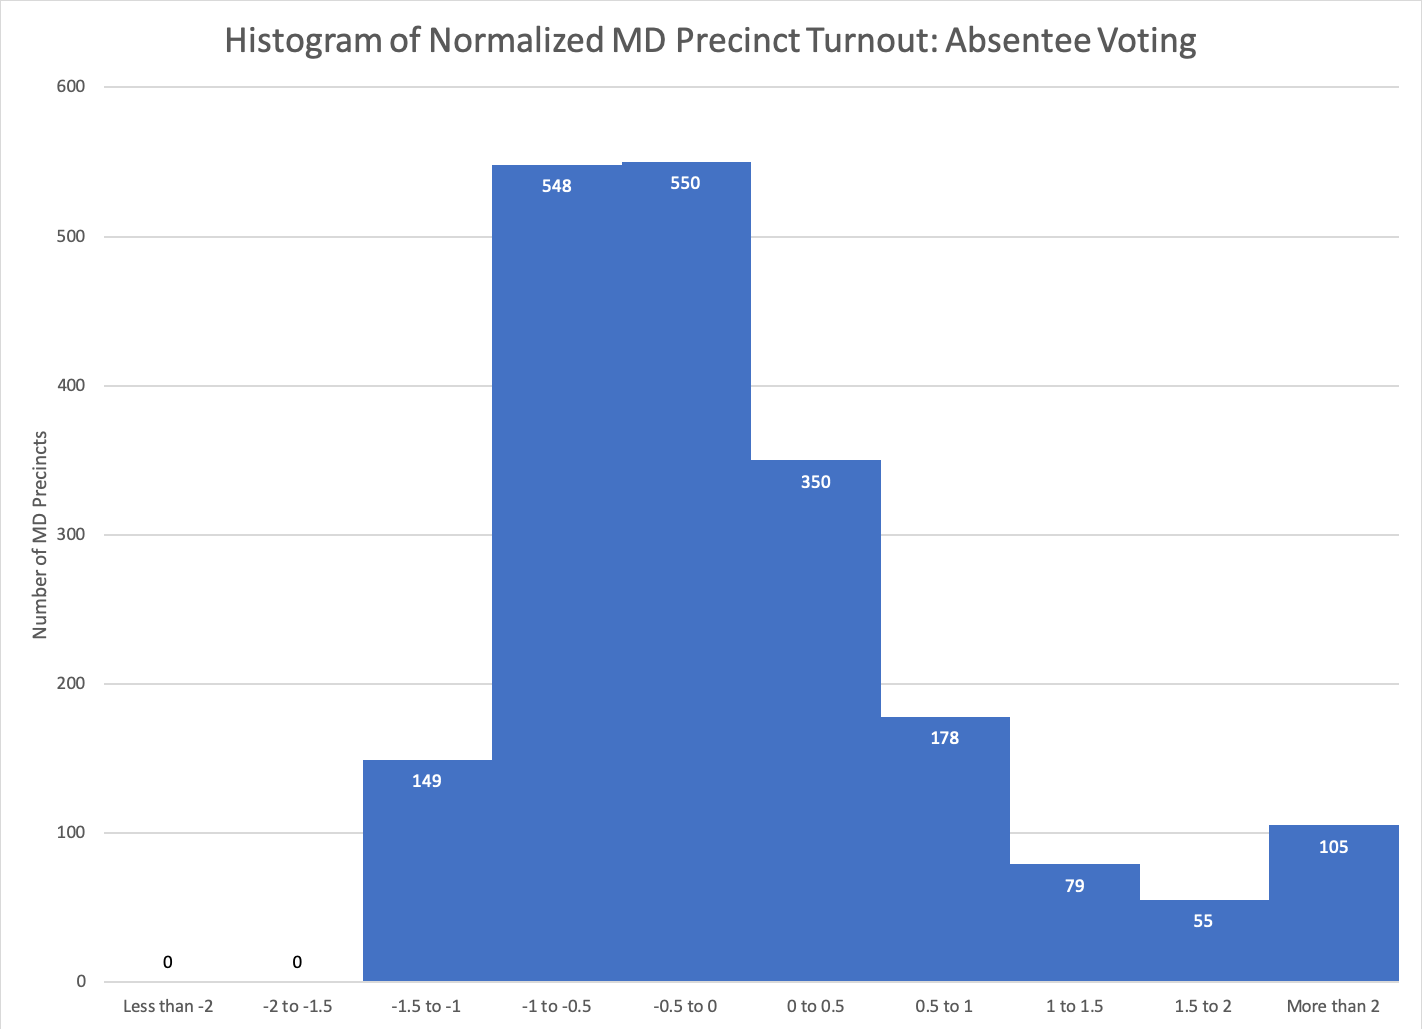 Histogram of Normalized MD Precinct Turnout: Absentee Voting
Number of MD Precincts
600
500
400
300
200
100
0
0
0
149
548
550
350
178
79
55
105
Less than -2
-2 to -1.5
-1.5 to -1
-1 to -0.5
-0.5 to 0
0 to 0.5
0.5 to 1
1 to 1.5
1.5 to 2
More than 2